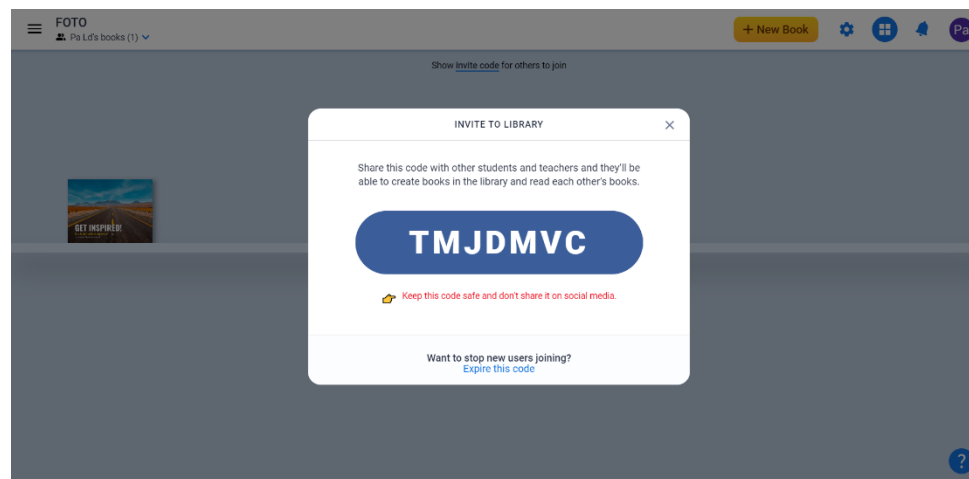 FOTO
Pa Ld's books (1)
+ New Book
Pa
Show invite code for others to join
INVITE TO LIBRARY
Share this code with other students and teachers and they'll be
able to create books in the library and read each other's books.
GET INSPIRED!
TMJDMVC
Keep this code safe and don't share it on social media.
Want to stop new users joining?
Expire this code
?